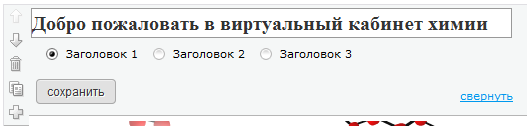 Добро пожаловать в виртуальный кабинет химии
Заголовок 1 Заголовок 2 Заголовок 3
сохранить свернуть